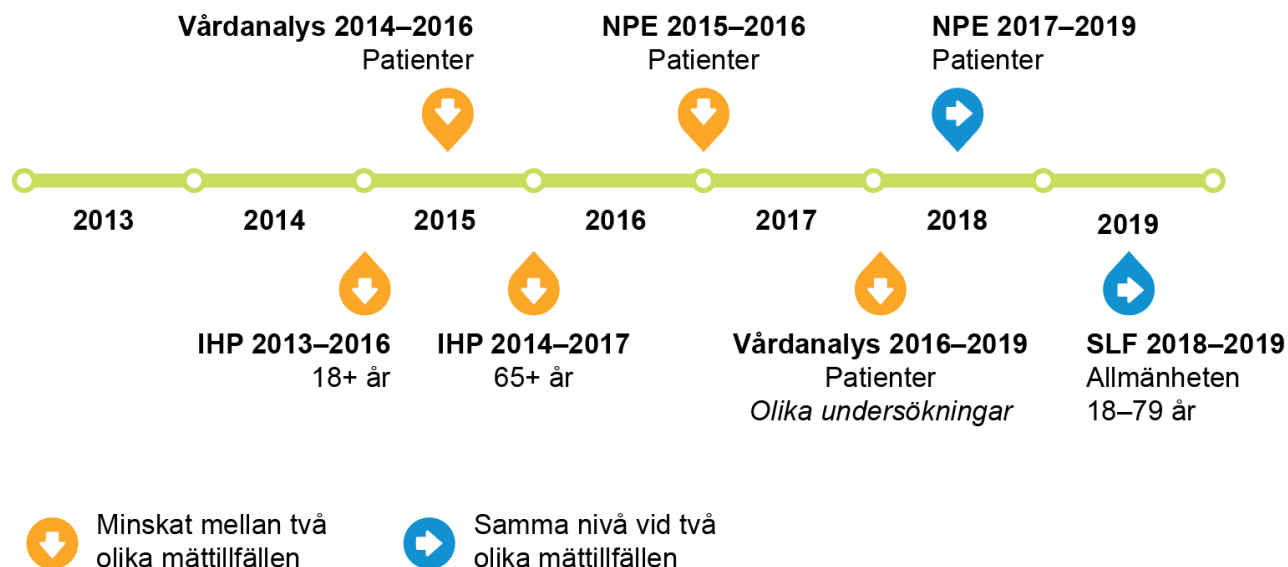 Vårdanalys 2014–2016
Patienter
NPE 2015–2016
Patienter
NPE 2017–2019
Patienter
2013
2014
2015
2016
2017
2018
2019
IHP 2013–2016
18+ år
IHP 2014–2017
65+ år
Vårdanalys 2016–2019
Patienter
Olika undersökningar
SLF 2018–2019
Allmänheten
18–79 år
Minskat mellan två
olika mättillfällen
Samma nivå vid två
olika mättillfällen